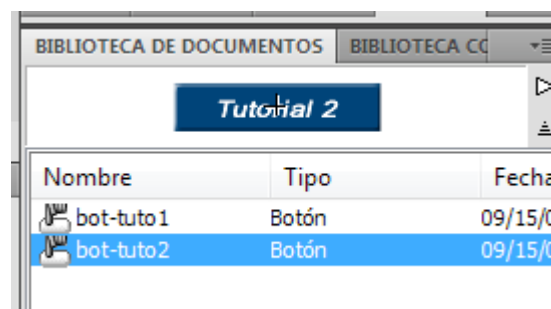 BIBLIOTECA DE DOCUMENTOS BIBLIOTECA
Tutorial 2
Nombre Tipo Fecha
bot-tuto1 Botón 09/15/0
bot-tuto2 Botón 09/15/0